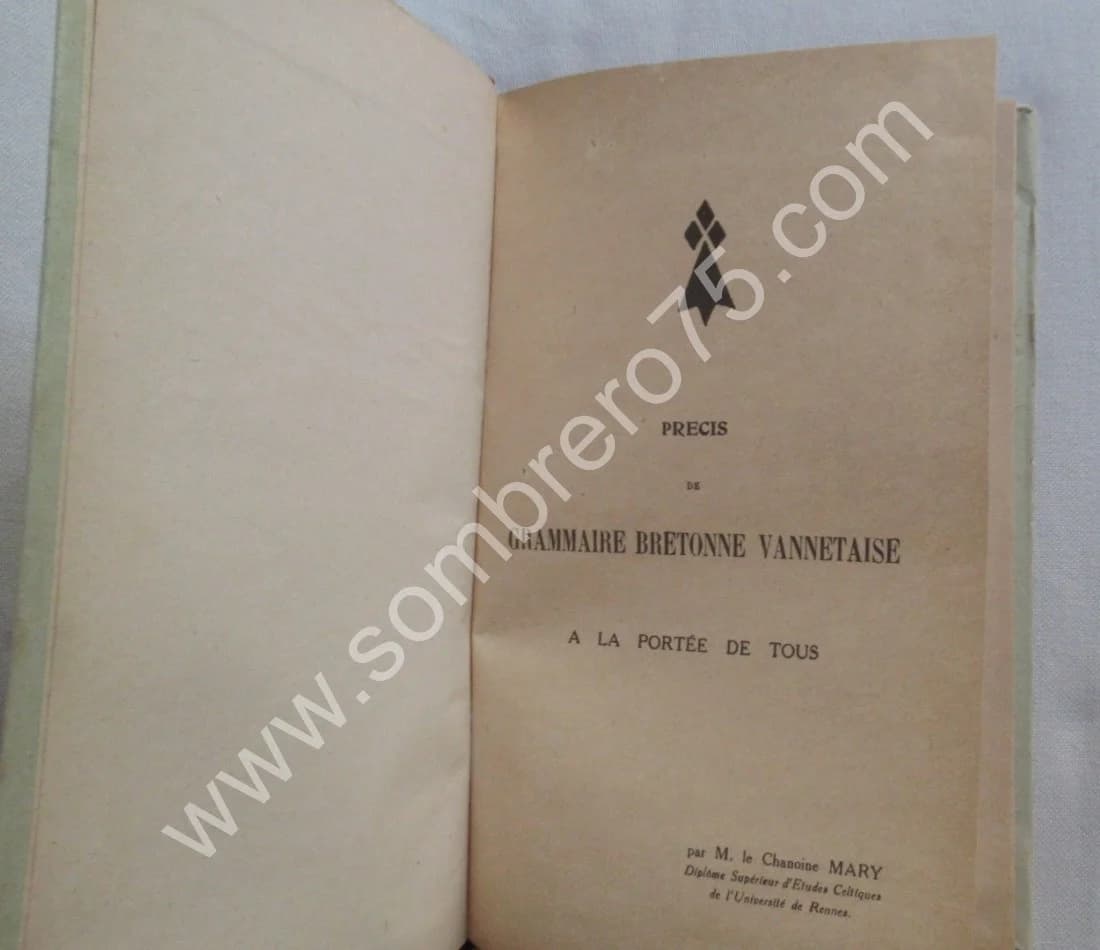 PRECIS
DE
GRAMMAIRE BRETONNE VANNETAISE
A LA PORTÉE DE TOUS
par M. le Chanoine MARY
Diplôme Supérieur d'Etudes Celtiques
de l'Université de Rennes.
www.sombrero75.com